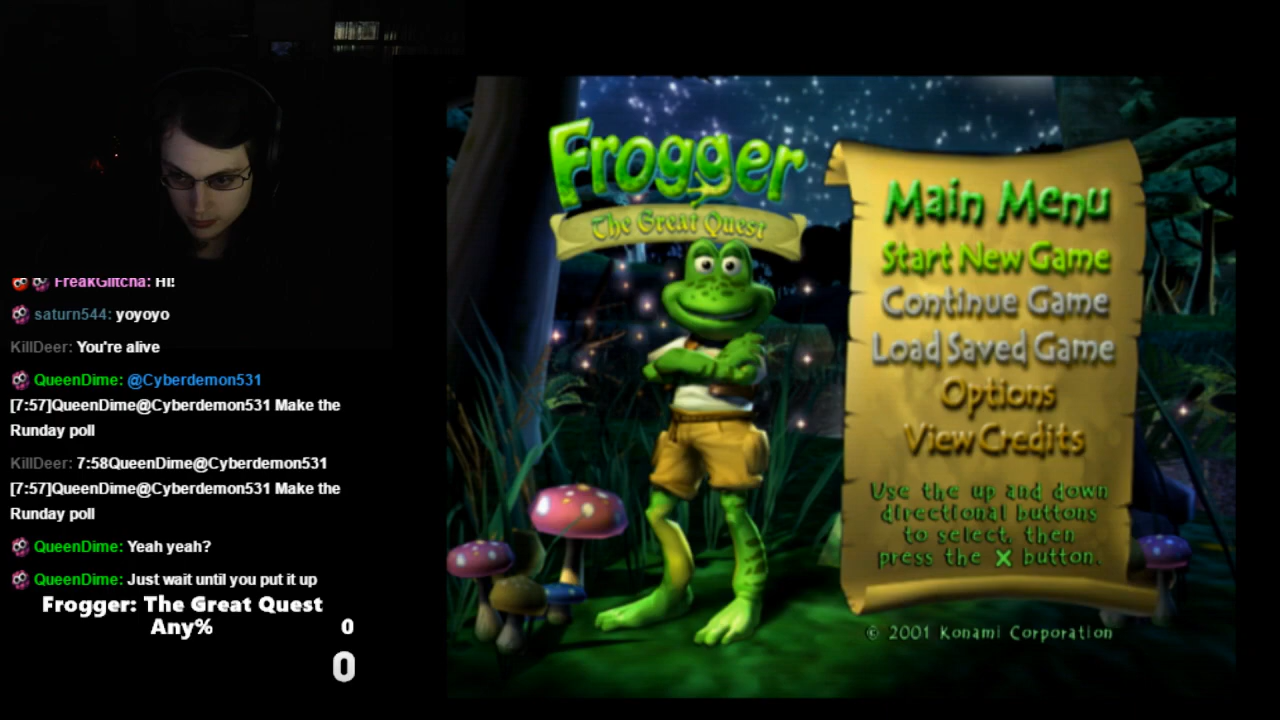 FreakGlitcha: Hi!
saturn544: yoyoyo
KillDeer: You're alive
QueenDime: @Cyberdemon531
[7:57]QueenDime@Cyberdemon531 Make the
Runday poll
KillDeer: 7:58QueenDime@Cyberdemon531
[7:57]QueenDime@Cyberdemon531 Make the
Runday poll
QueenDime: Yeah yeah?
QueenDime: Just wait until you put it up
Frogger: The Great Quest
Any% 0
0
Frogger
The Great Quest
Main Menu
Start New Game
Continue Game
Load Saved Game
Options
View Credits
Use the up and down
directional buttons
to select, then
press the X button.
© 2001 Konami Corporation